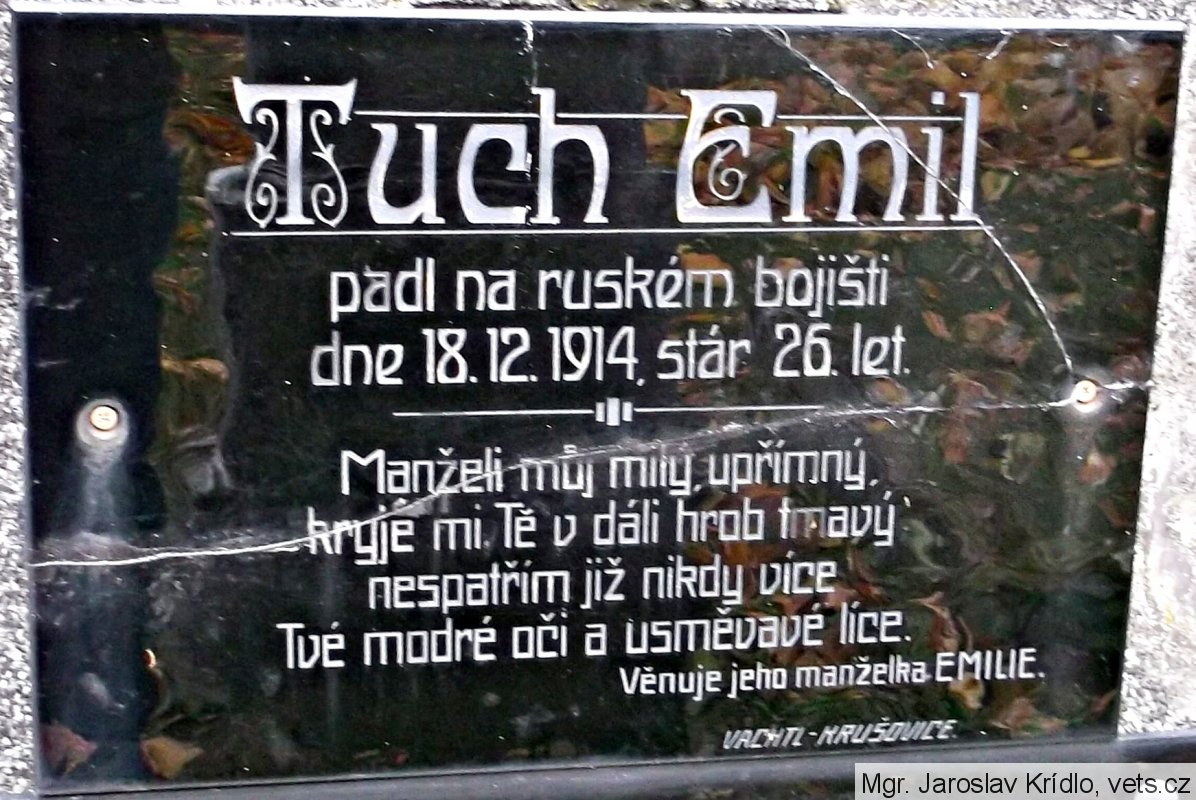 Tuch Emil
padl na ruském bojišti
dne 18.12.1914, stár 26. let.
Manželi můj milý, upřímný,
kryje mi Tě v dáli hrob tmavý
nespatřím již nikdy více
Tvé modré oči a usměvavé líce.
Věnuje jeho manželka EMILIE.
VACHTL - KRUŠOVICE.
Mgr. Jaroslav Krídlo, vets.cz